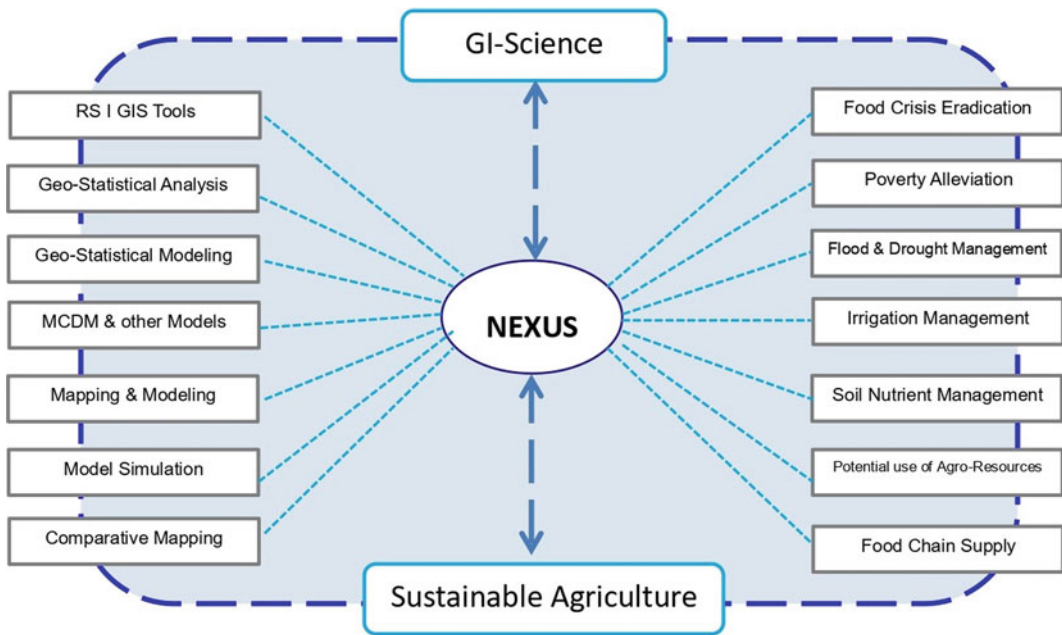 GI-Science
RS I GIS Tools
Geo-Statistical Analysis
Geo-Statistical Modeling
MCDM & other Models
Mapping & Modeling
Model Simulation
Comparative Mapping
NEXUS
Food Crisis Eradication
Poverty Alleviation
Flood & Drought Management
Irrigation Management
Soil Nutrient Management
Potential use of Agro-Resources
Food Chain Supply
Sustainable Agriculture